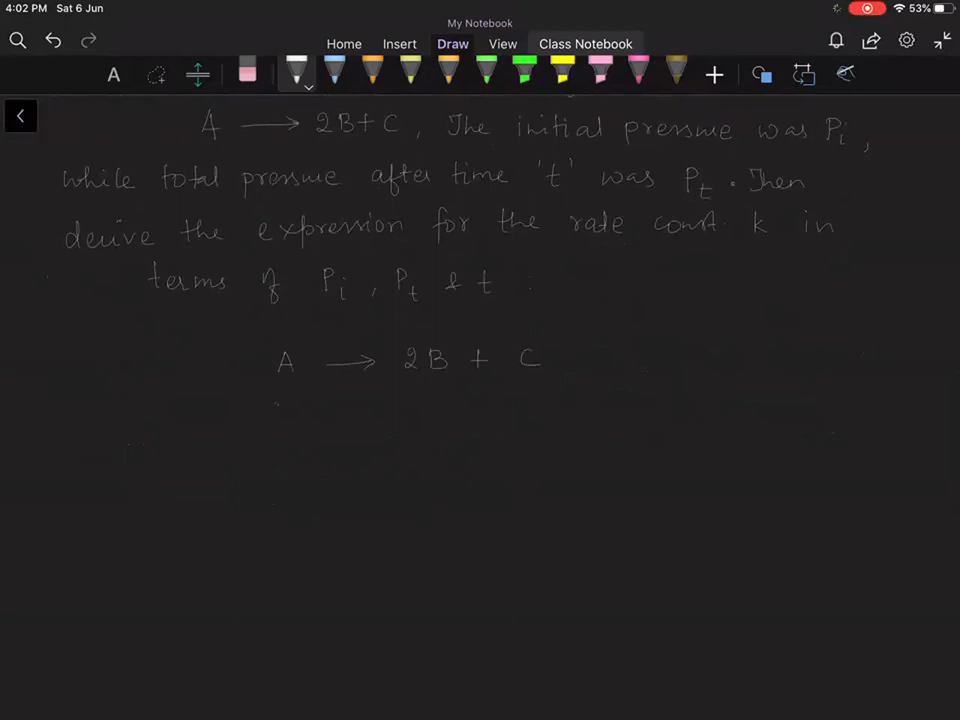 4:02 PM Sat 6 Jun 53%
My Notebook
Home Insert Draw View Class Notebook
A
A ⟶ 2B+C, The initial pressure was Pi,
while total pressure after time 't' was Pt. Then
derive the expression for the rate const. k in
terms of Pi, Pt & t :
A ⟶ 2B + C